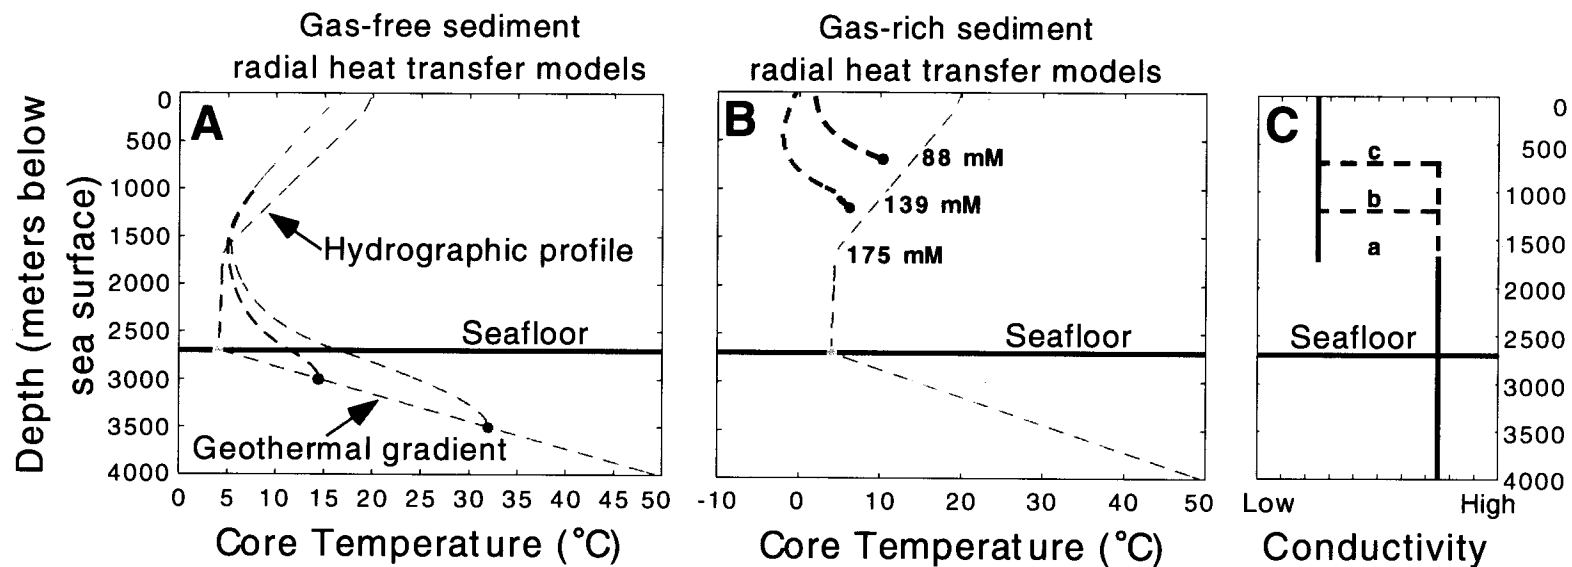 Gas-free sediment
radial heat transfer models
Gas-rich sediment
radial heat transfer models
Depth (meters below
sea surface)
A
0
500
1000
1500
2000
2500
3000
3500
4000
Hydrographic profile
Seafloor
Geothermal gradient
0 5 10 15 20 25 30 35 40 45 50
Core Temperature (°C)
B
88 mM
139 mM
175 mM
Seafloor
-10 0 10 20 30 40 50
Core Temperature (°C)
C
c
b
a
Seafloor
0
500
1000
1500
2000
2500
3000
3500
4000
Low High
Conductivity